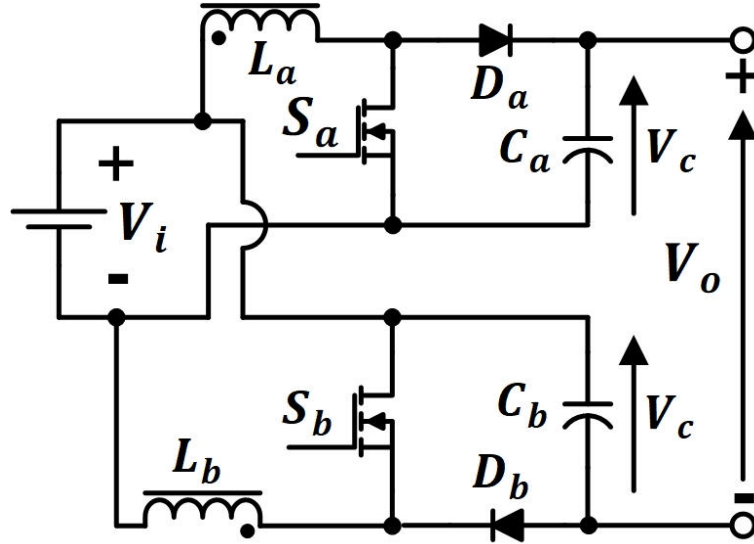 L_a
D_a
+
S_a
C_a
V_c
+
V_i
-
V_o
S_b
C_b
V_c
L_b
D_b
-